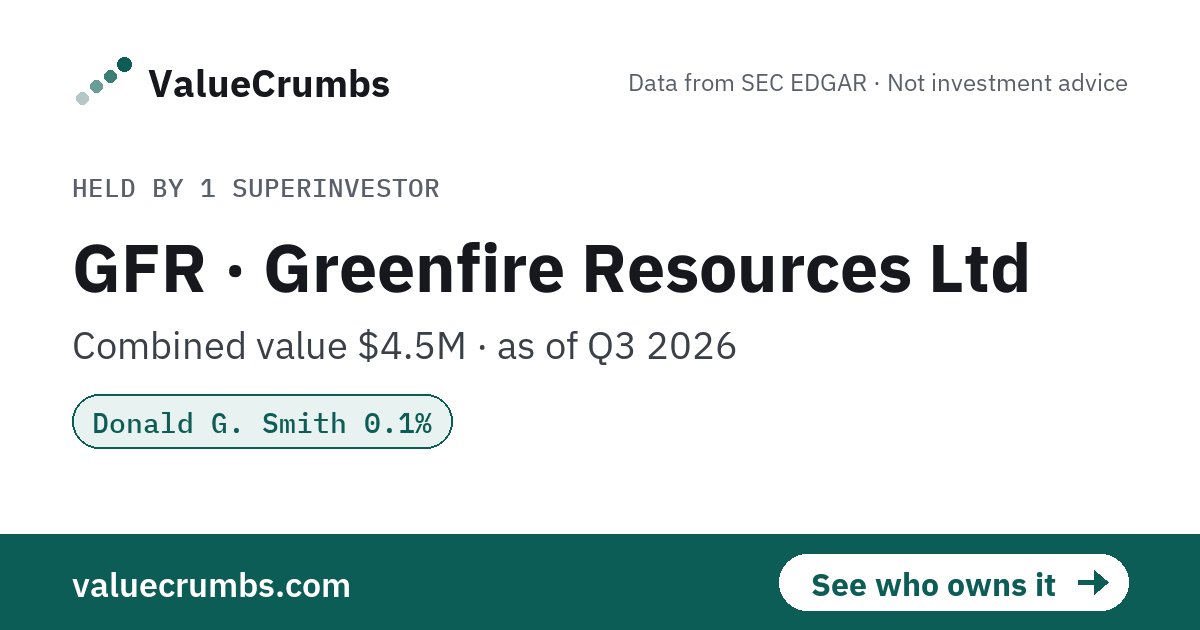 ValueCrumbs
Data from SEC EDGAR · Not investment advice
HELD BY 1 SUPERINVESTOR
GFR · Greenfire Resources Ltd
Combined value $4.5M · as of Q3 2026
Donald G. Smith 0.1%
valuecrumbs.com
See who owns it →